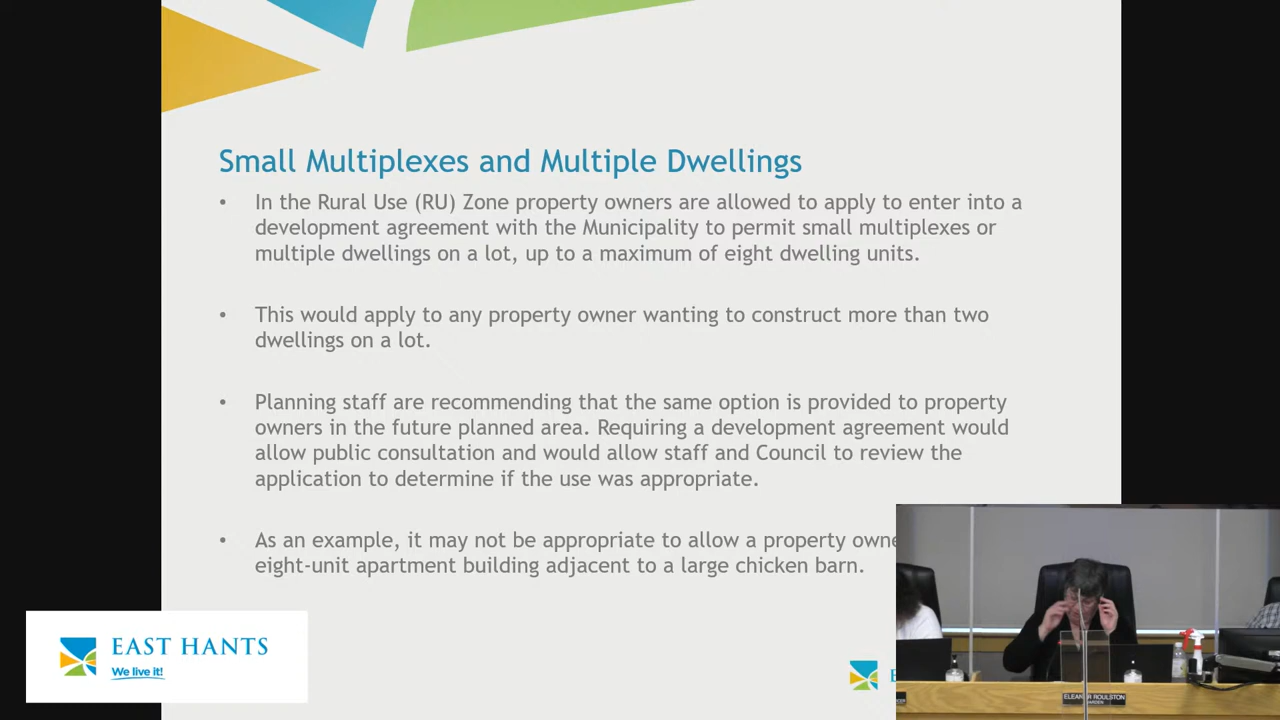 Small Multiplexes and Multiple Dwellings
• In the Rural Use (RU) Zone property owners are allowed to apply to enter into a
development agreement with the Municipality to permit small multiplexes or
multiple dwellings on a lot, up to a maximum of eight dwelling units.
• This would apply to any property owner wanting to construct more than two
dwellings on a lot.
• Planning staff are recommending that the same option is provided to property
owners in the future planned area. Requiring a development agreement would
allow public consultation and would allow staff and Council to review the
application to determine if the use was appropriate.
• As an example, it may not be appropriate to allow a property
eight-unit apartment building adjacent to a large chicken barn.
EAST HANTS
We live it!
ELEANOR ROULSTON
WARDEN